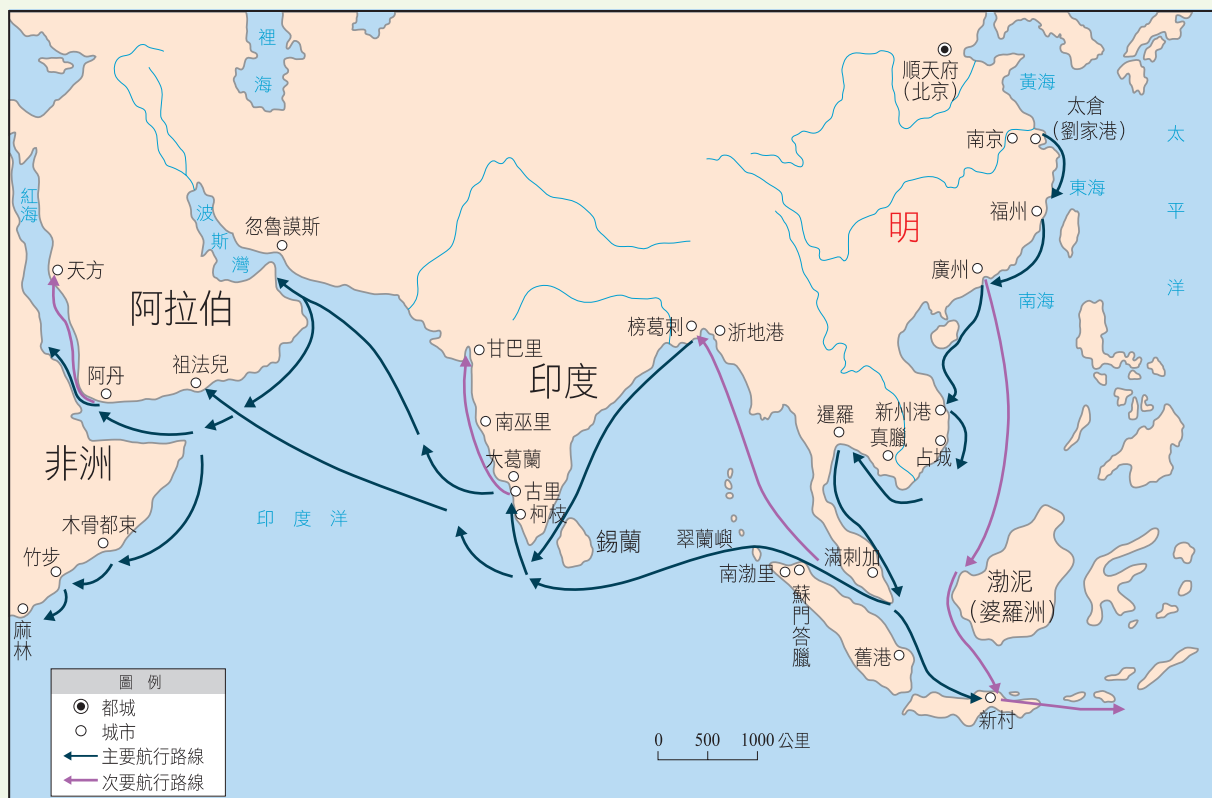 裡海
順天府
（北京）
黃海
太倉
（劉家港）
南京
太平洋
紅海
波斯灣
忽魯謨斯
東海
福州
明
天方
廣州
南海
阿拉伯
榜葛剌
浙地港
甘巴里
印度
祖法兒
阿丹
南巫里
暹羅
新州港
真臘
占城
非洲
大葛蘭
古里
柯枝
印度洋
錫蘭
翠蘭嶼
木骨都束
竹步
麻林
南渤里
蘇門答臘
滿刺加
渤泥
（婆羅洲）
舊港
新村
圖例
都城
城市
主要航行路線
次要航行路線
0 500 1000 公里